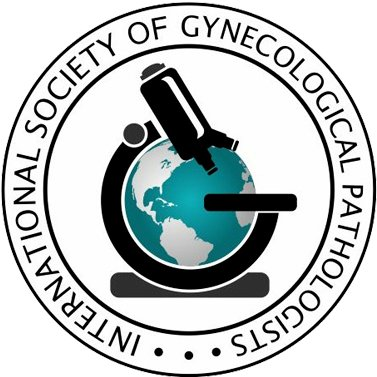 INTERNATIONAL SOCIETY OF GYNECOLOGICAL PATHOLOGISTS